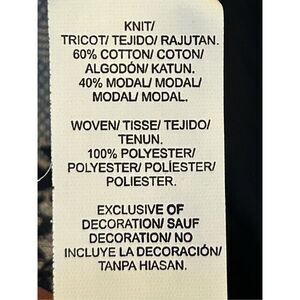 KNIT/
TRICOT/ TEJIDO/ RAJUTAN.
60% COTTON/ COTON/
ALGODÓN/ KATUN.
40% MODAL/ MODAL/
MODAL/ MODAL.
WOVEN/ TISSE/ TEJIDO/
TENUN.
100% POLYESTER/
POLYESTER/ POLIÉSTER/
POLIESTER.
EXCLUSIVE OF
DECORATION/ SAUF
DECORATION/ NO
INCLUYE LA DECORACIÓN/
TANPA HIASAN.